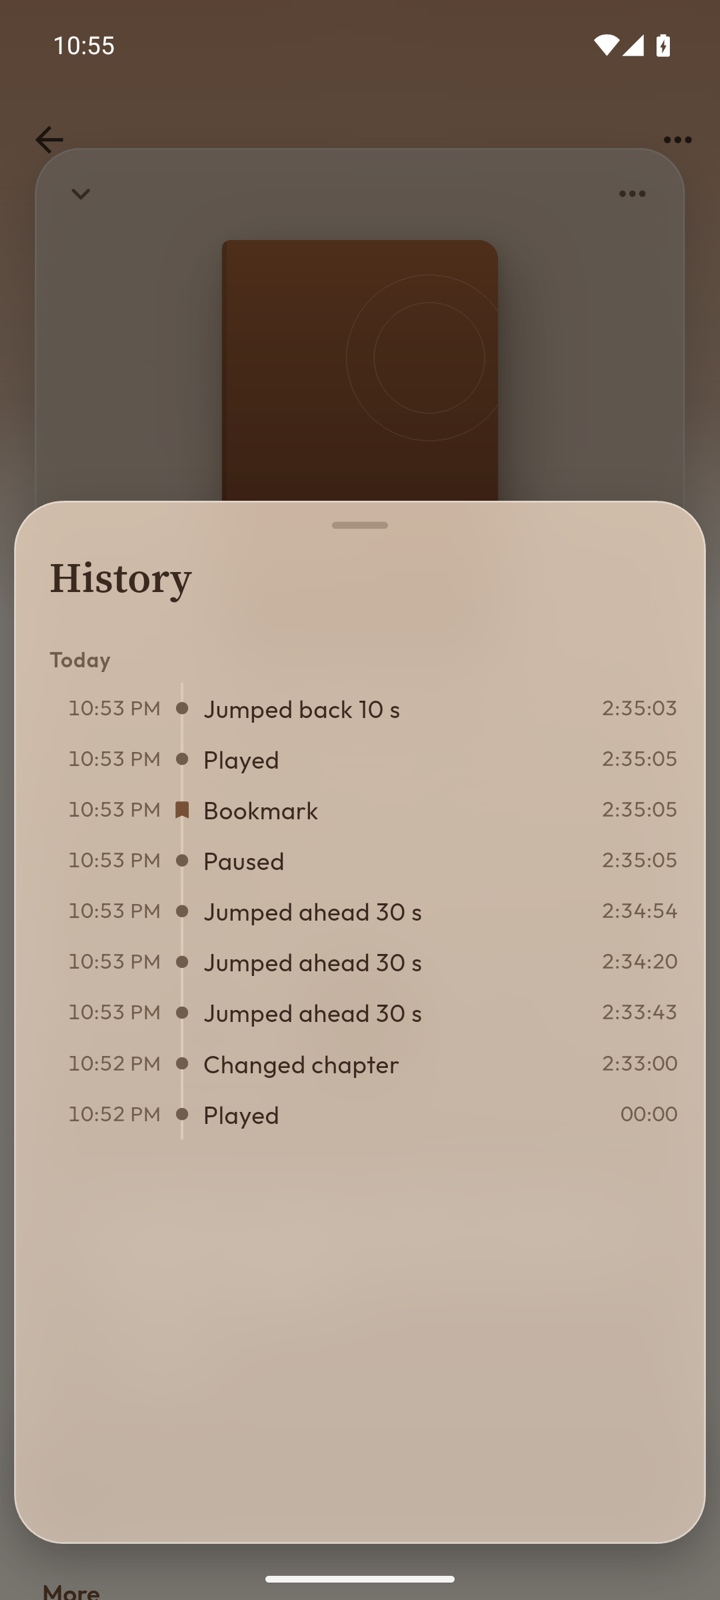 10:55
History
Today
10:53 PM Jumped back 10 s 2:35:03
10:53 PM Played 2:35:05
10:53 PM Bookmark 2:35:05
10:53 PM Paused 2:35:05
10:53 PM Jumped ahead 30 s 2:34:54
10:53 PM Jumped ahead 30 s 2:34:20
10:53 PM Jumped ahead 30 s 2:33:43
10:52 PM Changed chapter 2:33:00
10:52 PM Played 00:00
More